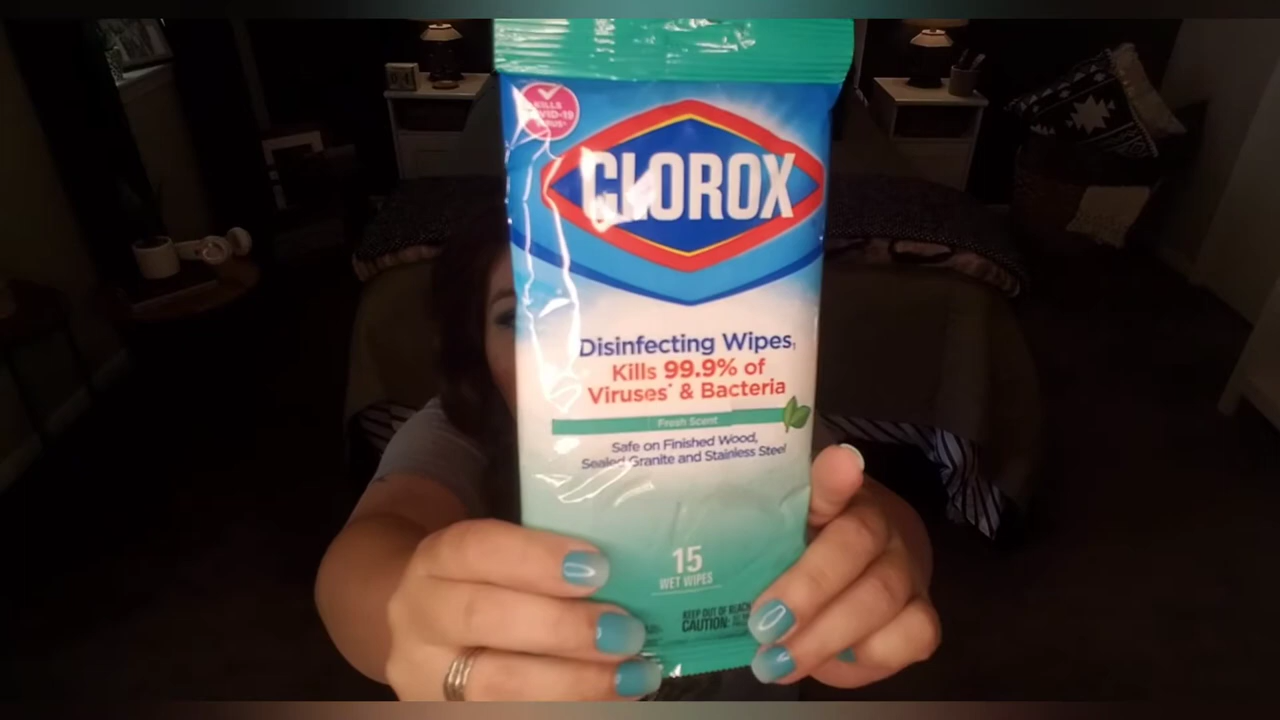 KILLS
COVID-19
VIRUS*
CLOROX
Disinfecting Wipes
Kills 99.9% of
Viruses* & Bacteria
Fresh Scent
Safe on Finished Wood,
Sealed Granite and Stainless Steel
15
WET WIPES
KEEP OUT OF REACH
CAUTION: